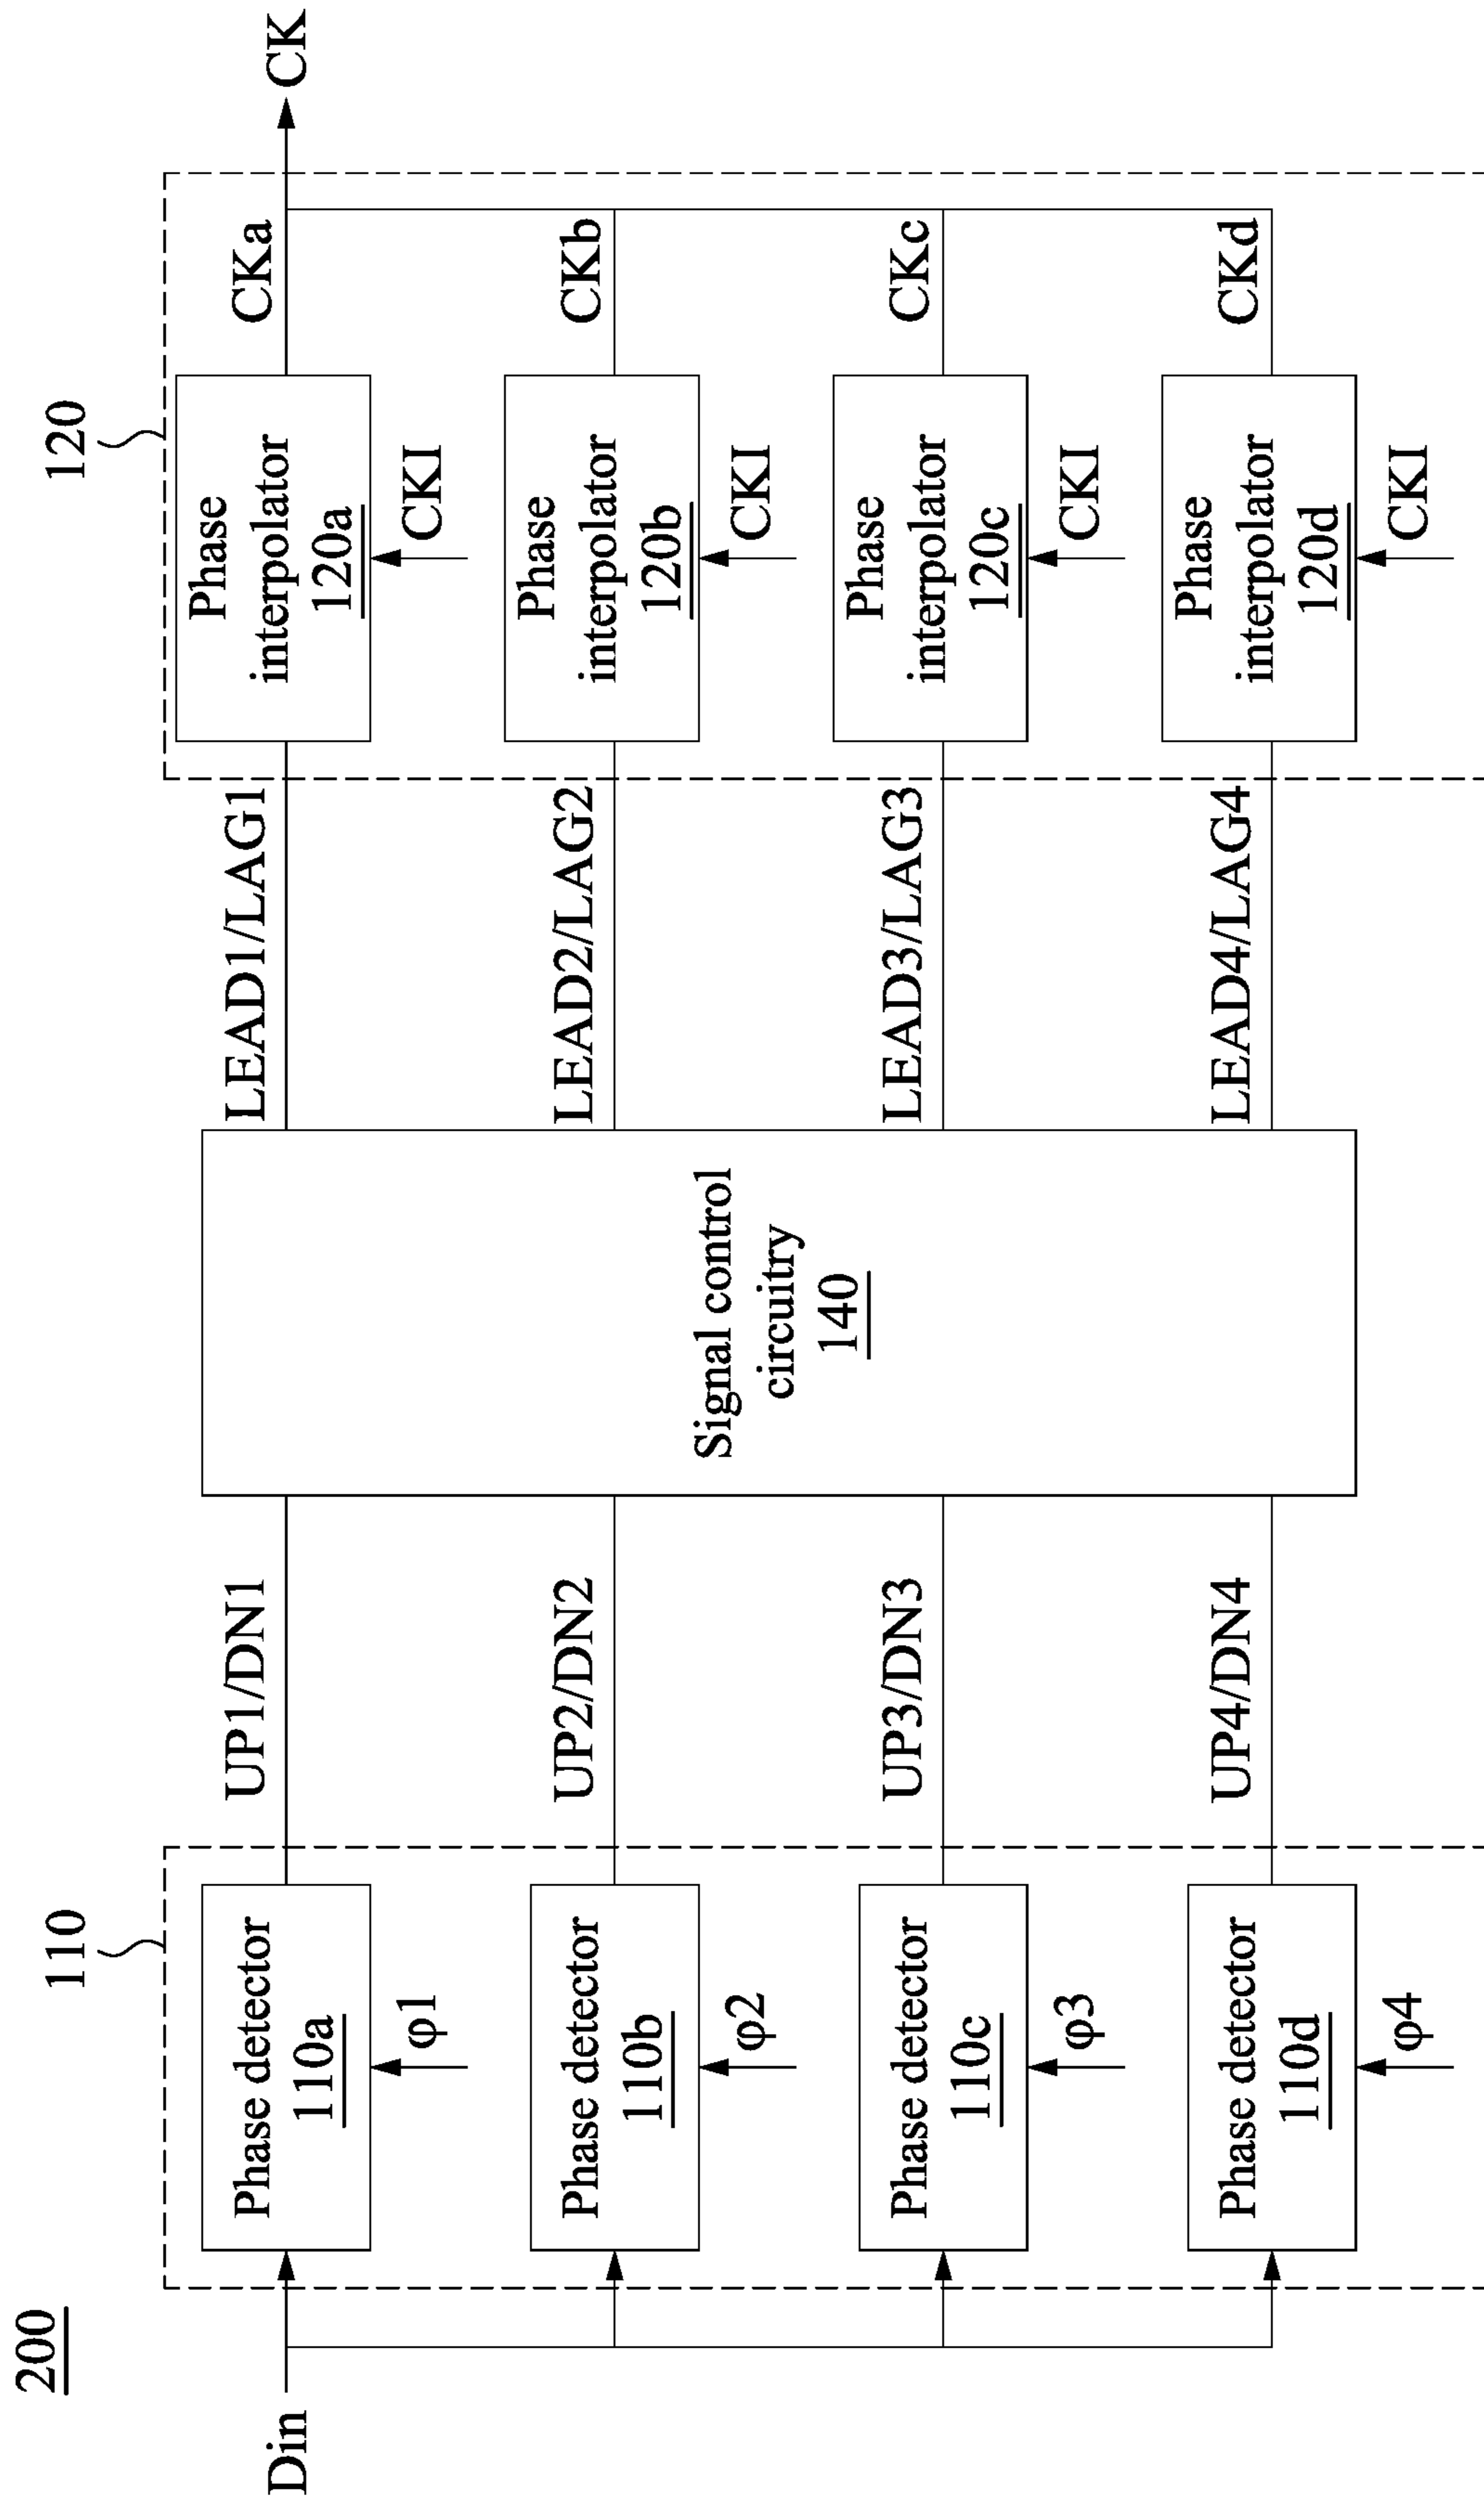 200
110
120
Din
Phase detector
110a
φ1
UP1/DN1
Phase detector
110b
φ2
UP2/DN2
Phase detector
110c
φ3
UP3/DN3
Phase detector
110d
φ4
UP4/DN4
Signal control
circuitry
140
LEAD1/LAG1
Phase
interpolator
120a
CKI
CKa
CK
LEAD2/LAG2
Phase
interpolator
120b
CKI
CKb
LEAD3/LAG3
Phase
interpolator
120c
CKI
CKc
LEAD4/LAG4
Phase
interpolator
120d
CKI
CKd